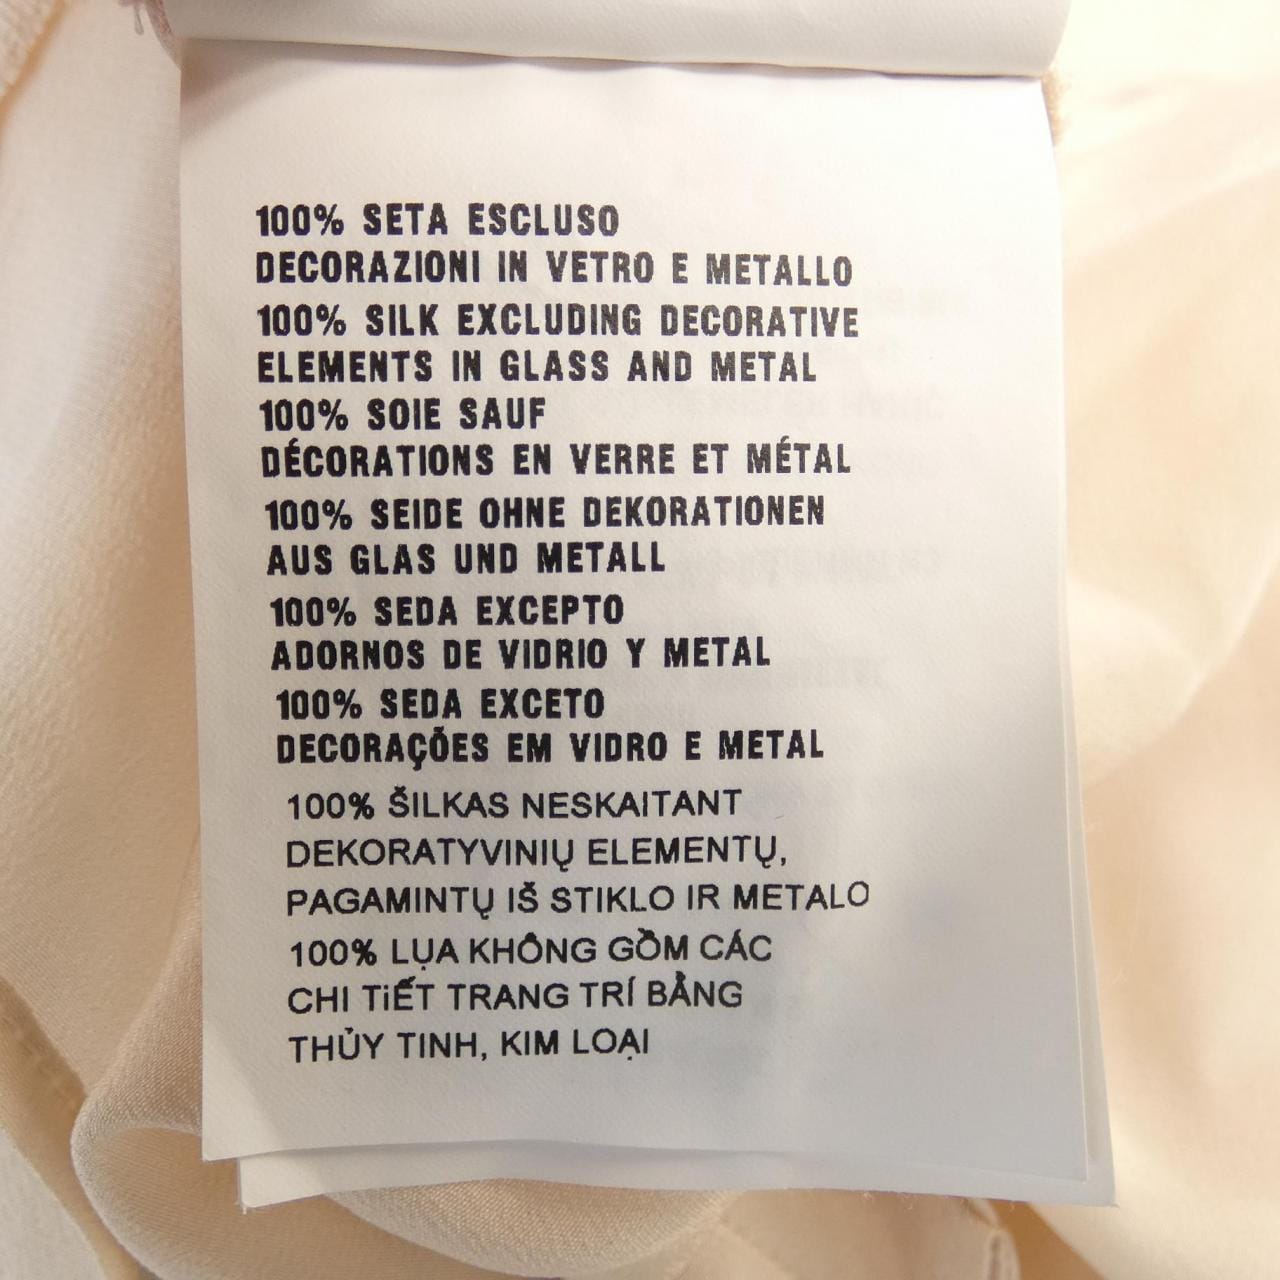 100% SETA ESCLUSO
DECORAZIONI IN VETRO E METALLO
100% SILK EXCLUDING DECORATIVE
ELEMENTS IN GLASS AND METAL
100% SOIE SAUF
DÉCORATIONS EN VERRE ET MÉTAL
100% SEIDE OHNE DEKORATIONEN
AUS GLAS UND METALL
100% SEDA EXCEPTO
ADORNOS DE VIDRIO Y METAL
100% SEDA EXCETO
DECORAÇÕES EM VIDRO E METAL
100% ŠILKAS NESKAITANT
DEKORATYVINIŲ ELEMENTŲ,
PAGAMINTŲ IŠ STIKLO IR METALO
100% LỤA KHÔNG GỒM CÁC
CHI TiẾT TRANG TRÍ BẰNG
THỦY TINH, KIM LOẠI